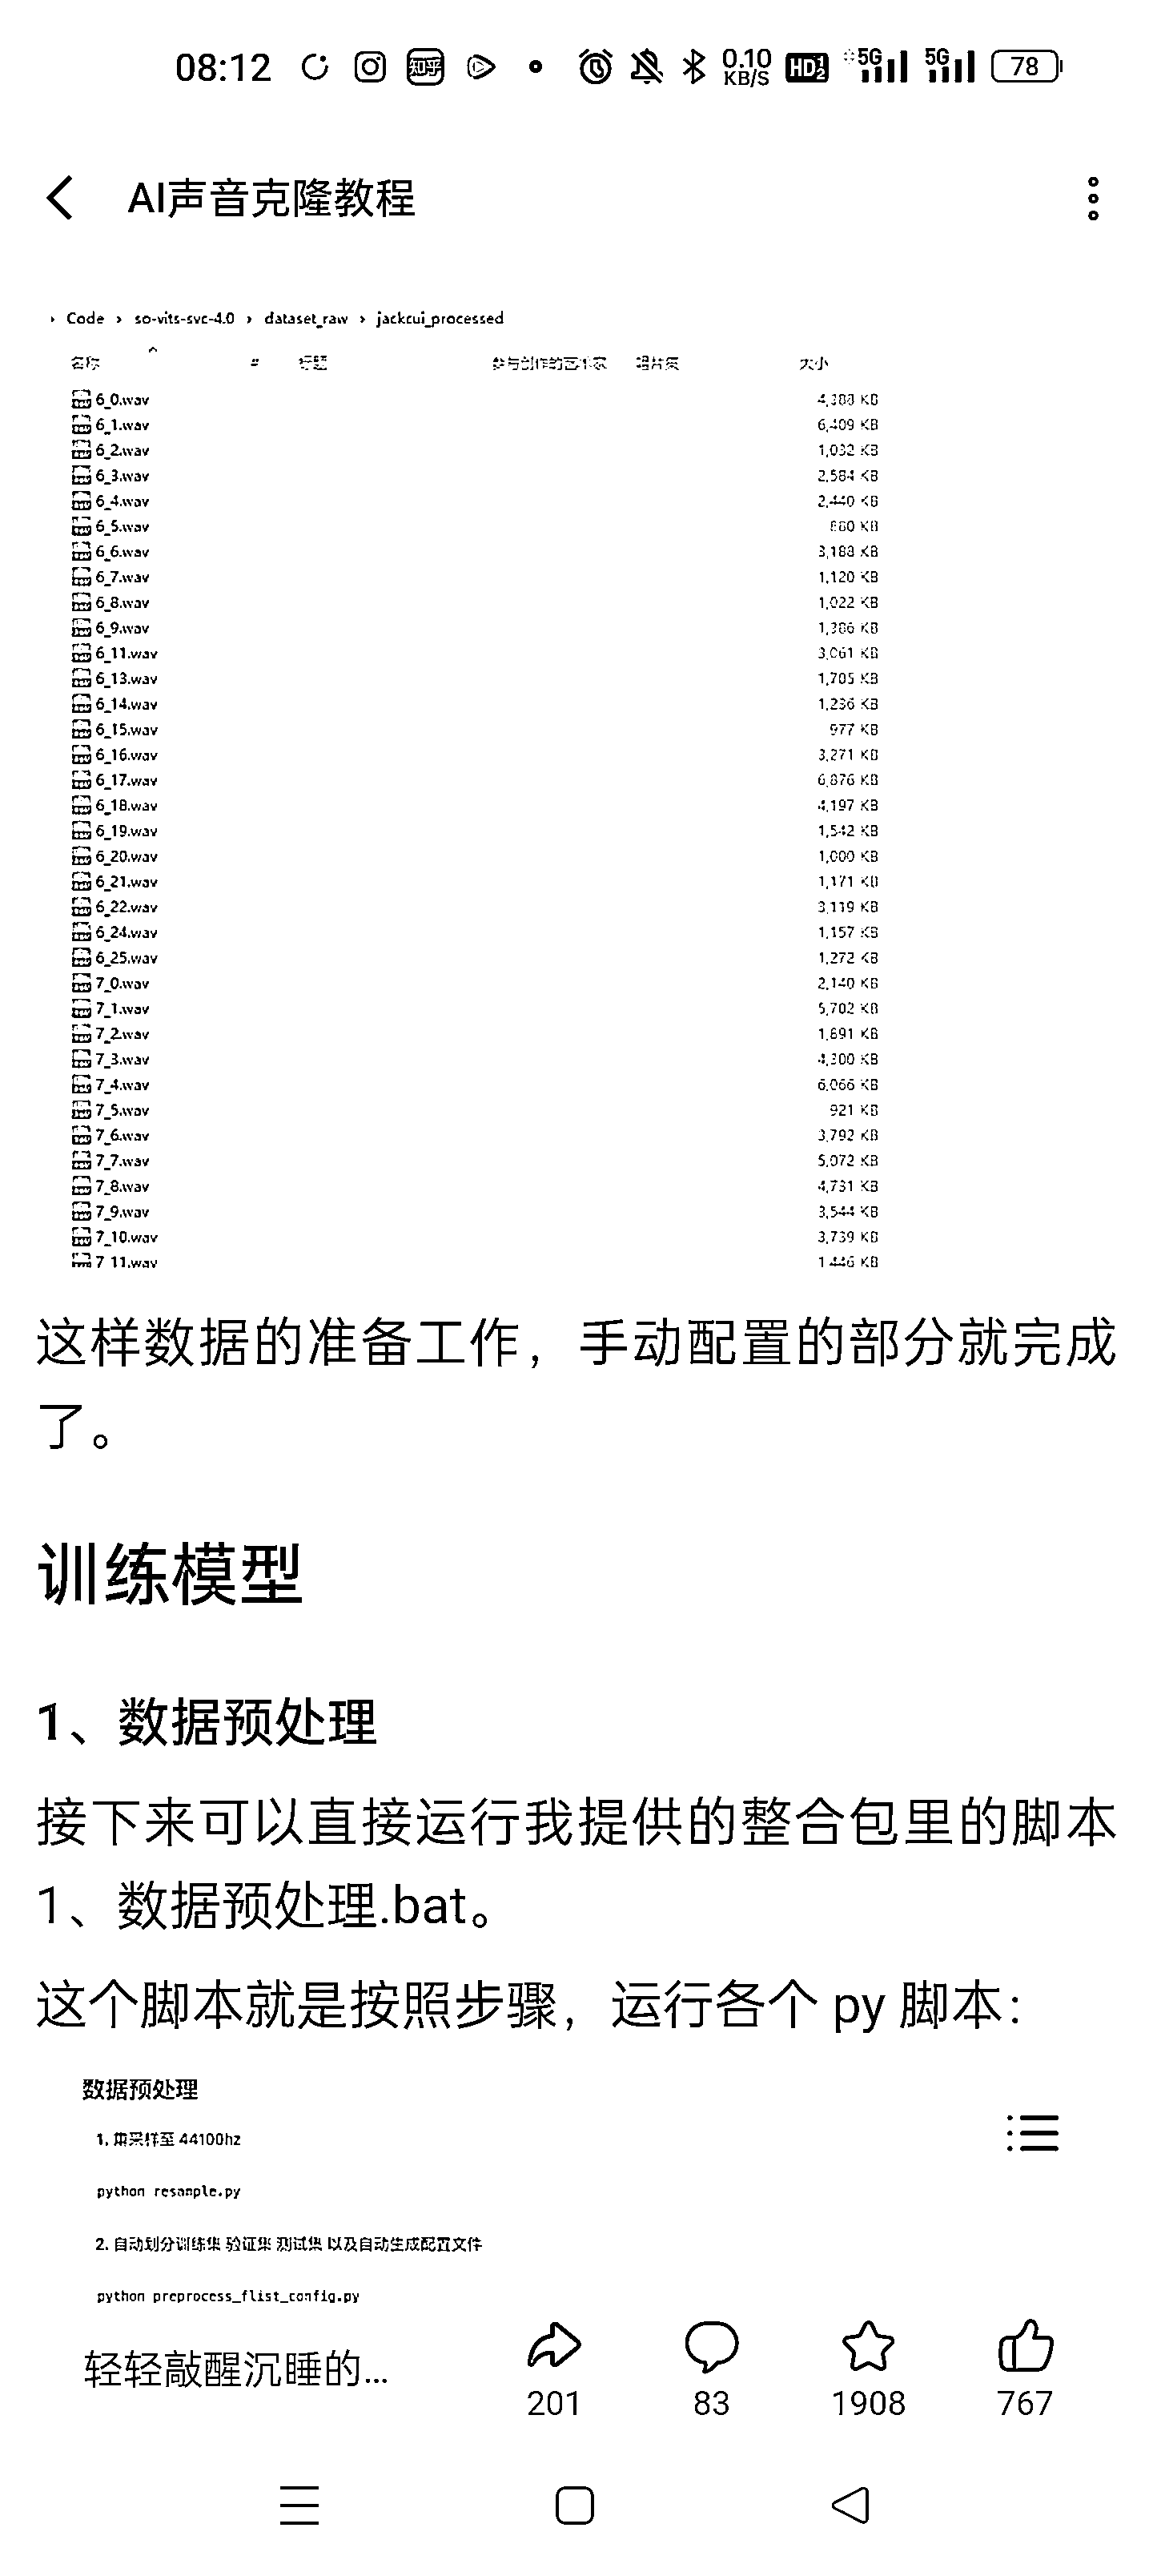 08:12 知乎 0.10 KB/S HD 5G 5G 78
AI声音克隆教程
Code › so-vits-svc-4.0 › dataset_raw › jackcui_processed
名称 # 标题 参与创作的艺术家 唱片集 大小
6_0.wav
6_1.wav 6,409 KB
6_2.wav 1,032 KB
6_3.wav 2,584 KB
6_4.wav 2,440 KB
6_5.wav
6_6.wav 3,188 KB
6_7.wav 1,120 KB
6_8.wav 1,022 KB
6_9.wav 1,386 KB
6_11.wav 3,061 KB
6_13.wav 1,705 KB
6_14.wav 1,236 KB
6_15.wav 977 KB
6_16.wav 3,271 KB
6_17.wav 6,876 KB
6_18.wav 4,197 KB
6_19.wav 1,542 KB
6_20.wav
6_21.wav 1,171 KB
6_22.wav 3,119 KB
6_24.wav 1,157 KB
6_25.wav 1,272 KB
7_0.wav 2,140 KB
7_1.wav 5,702 KB
7_2.wav 1,891 KB
7_3.wav
7_4.wav 6,066 KB
7_5.wav 921 KB
7_6.wav 3,792 KB
7_7.wav 5,072 KB
7_8.wav 4,731 KB
7_9.wav 3,544 KB
7_10.wav 3,739 KB
7_11.wav 1,446 KB
这样数据的准备工作，手动配置的部分就完成
了。
训练模型
1、数据预处理
接下来可以直接运行我提供的整合包里的脚本
1、数据预处理.bat。
这个脚本就是按照步骤，运行各个 py 脚本：
数据预处理
1. 重采样至 44100hz
python resample.py
2. 自动划分训练集 验证集 测试集 以及自动生成配置文件
python preprocess_flist_config.py
轻轻敲醒沉睡的...
201 83 1908 767